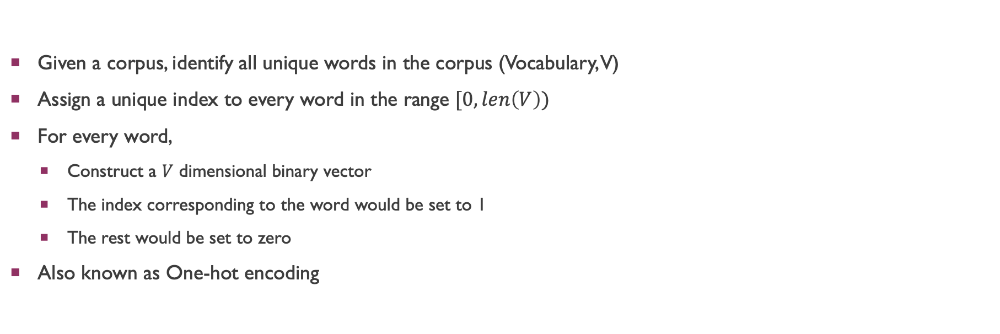 Given a corpus, identify all unique words in the corpus (Vocabulary, V)
Assign a unique index to every word in the range [0, len(V))
For every word,
Construct a V dimensional binary vector
The index corresponding to the word would be set to 1
The rest would be set to zero
Also known as One-hot encoding